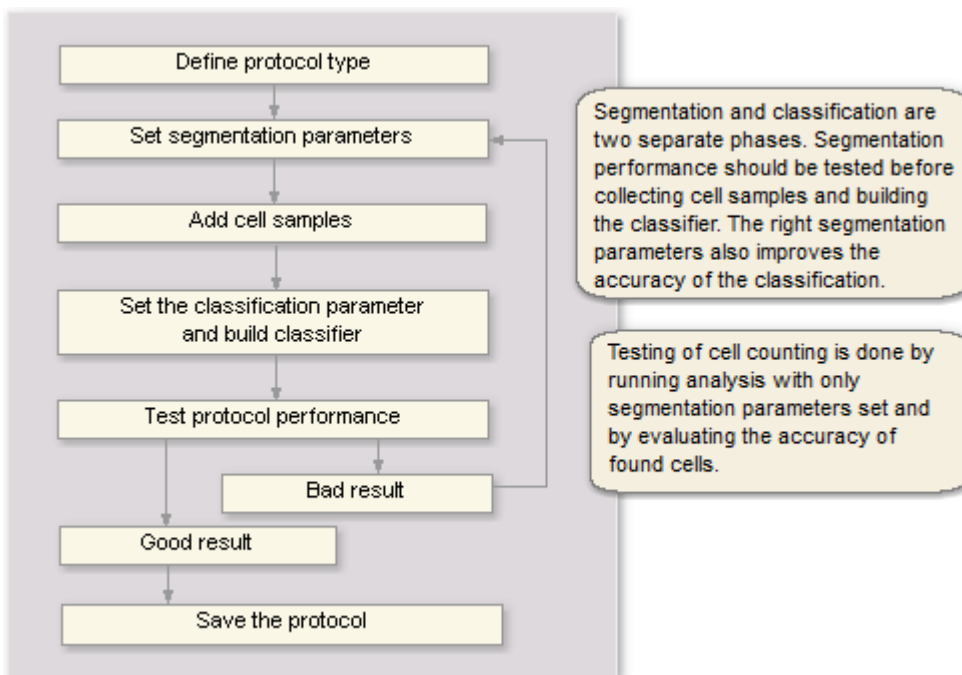 Define protocol type
Set segmentation parameters
Add cell samples
Set the classification parameter
and build classifier
Test protocol performance
Bad result
Good result
Save the protocol
Segmentation and classification are
two separate phases. Segmentation
performance should be tested before
collecting cell samples and building
the classifier. The right segmentation
parameters also improves the
accuracy of the classification.
Testing of cell counting is done by
running analysis with only
segmentation parameters set and
by evaluating the accuracy of
found cells.